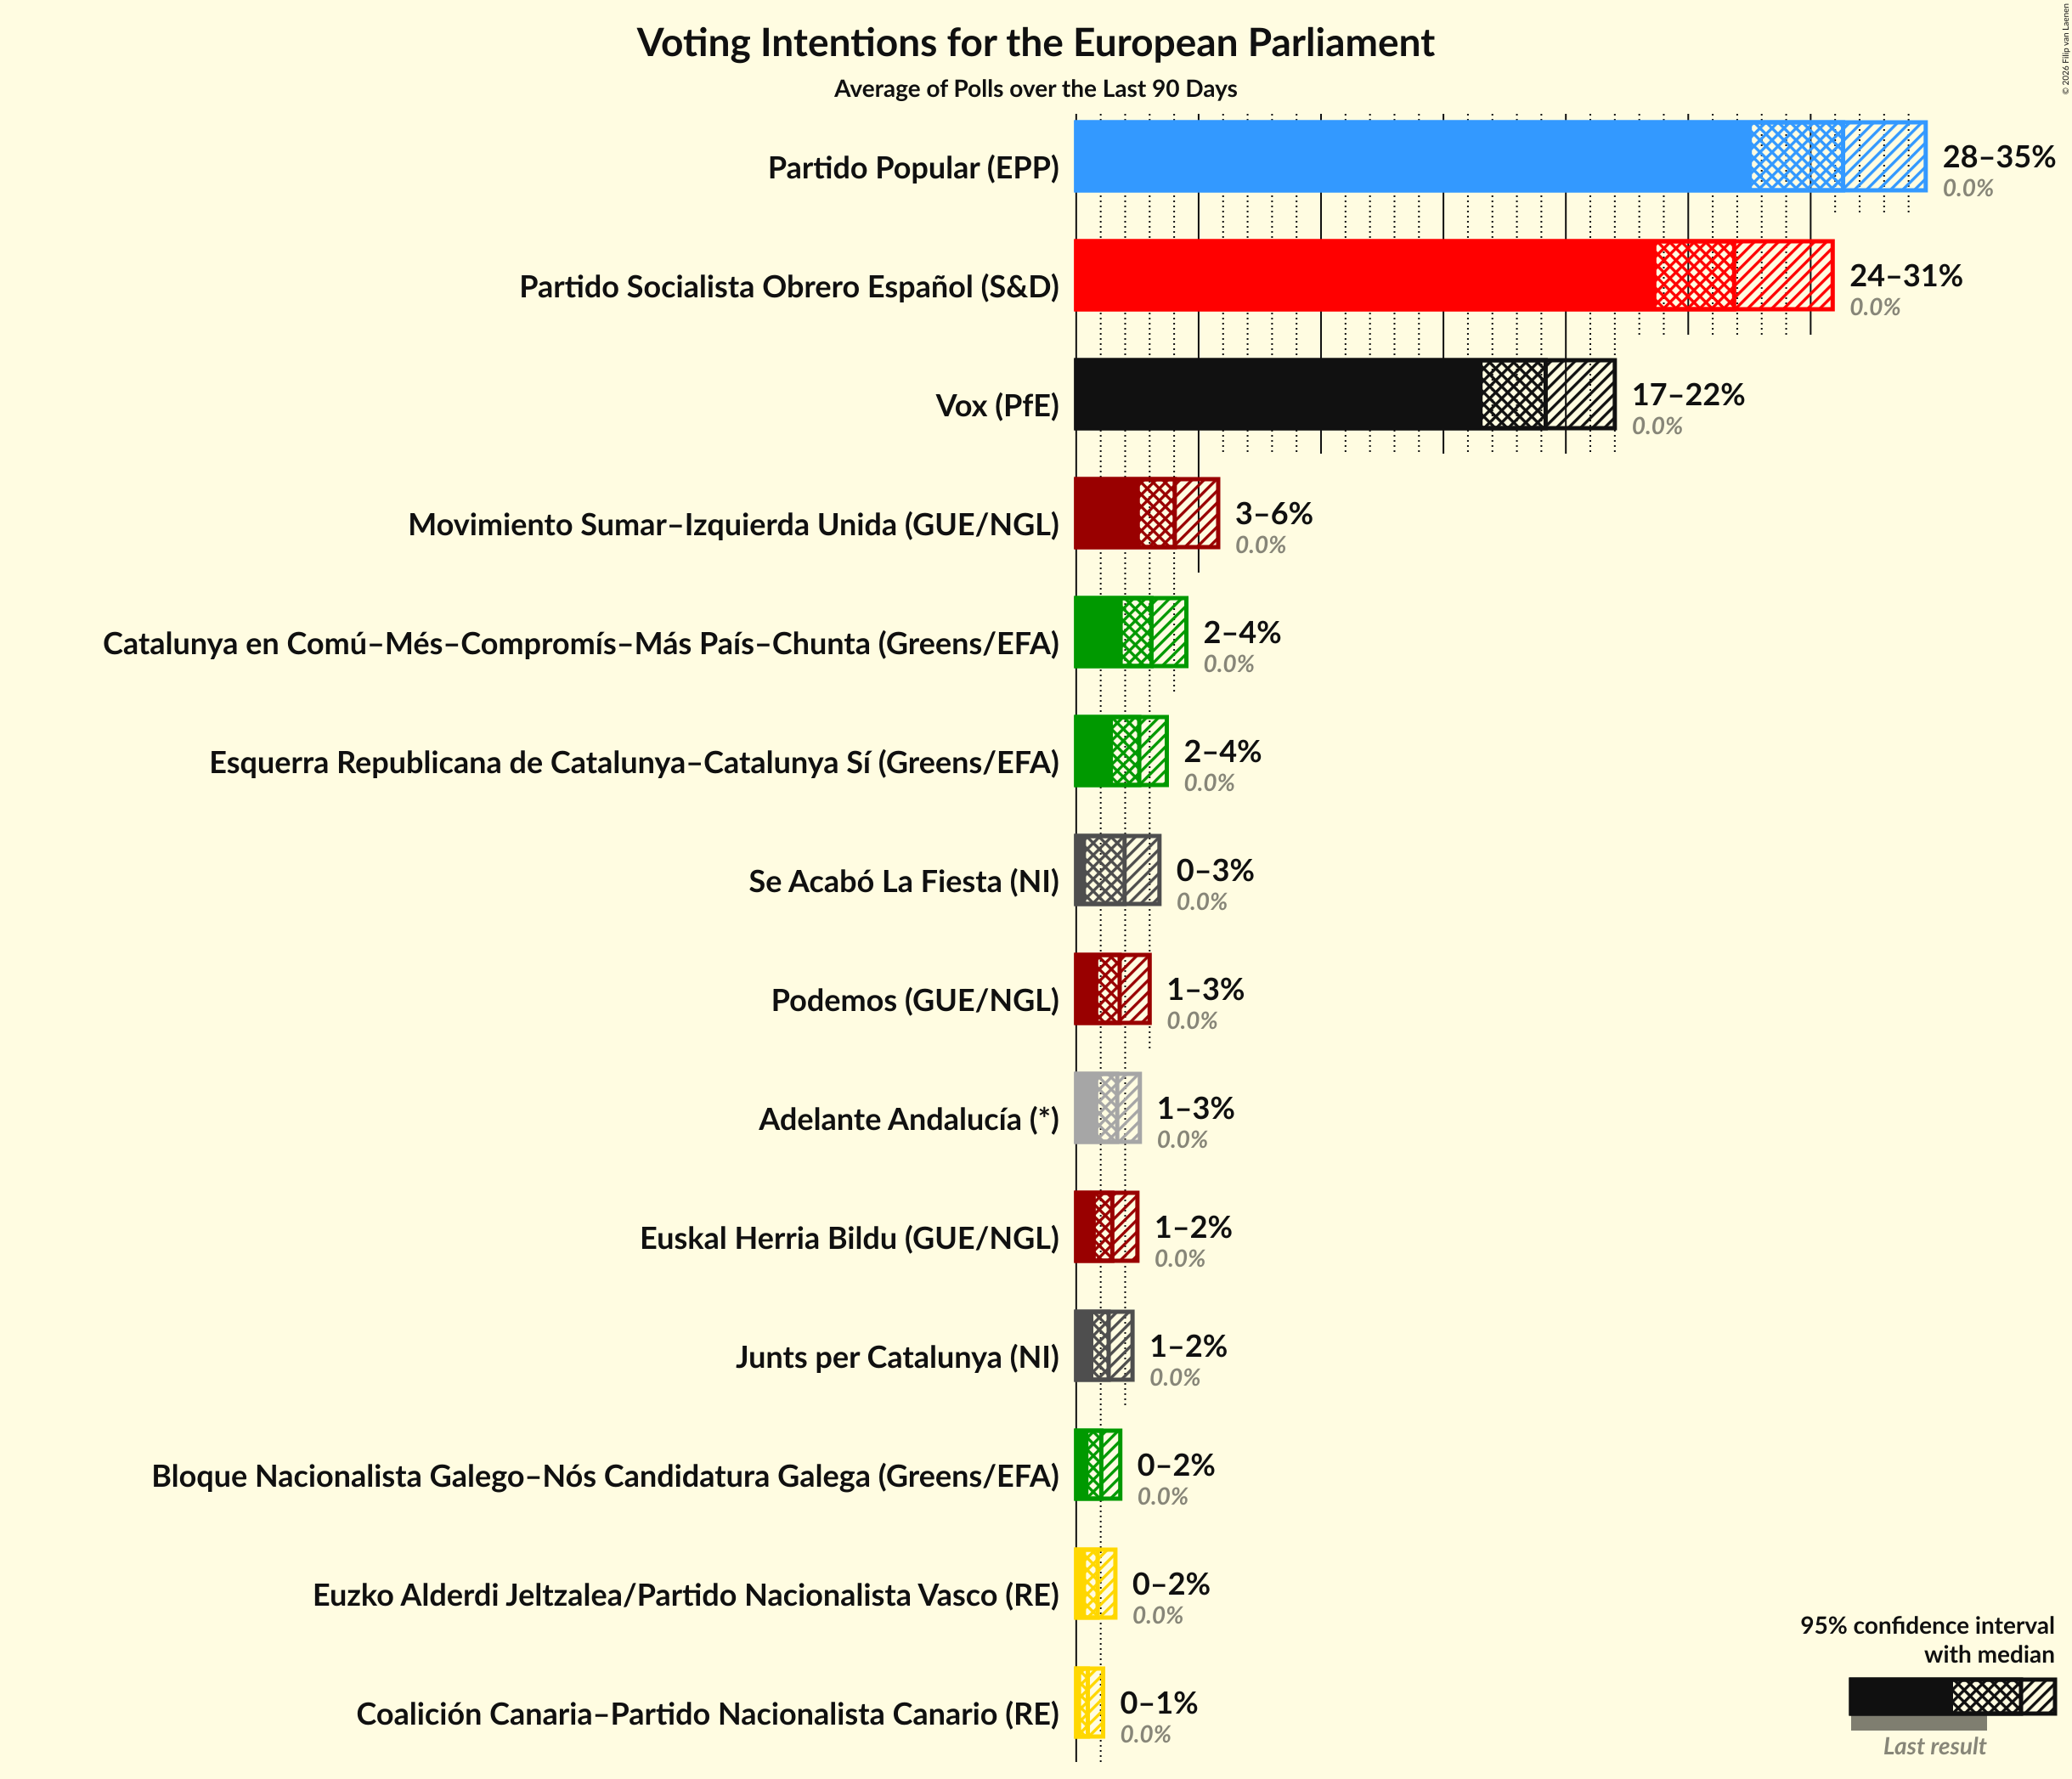 Voting Intentions for the European Parliament
Average of Polls over the Last 90 Days
© 2026 Filip van Laenen
Partido Popular (EPP)
28–35%
0.0%
Partido Socialista Obrero Español (S&D)
24–31%
0.0%
Vox (PfE)
17–22%
0.0%
Movimiento Sumar–Izquierda Unida (GUE/NGL)
3–6%
0.0%
Catalunya en Comú–Més–Compromís–Más País–Chunta (Greens/EFA)
2–4%
0.0%
Esquerra Republicana de Catalunya–Catalunya Sí (Greens/EFA)
2–4%
0.0%
Se Acabó La Fiesta (NI)
0–3%
0.0%
Podemos (GUE/NGL)
1–3%
0.0%
Adelante Andalucía (*)
1–3%
0.0%
Euskal Herria Bildu (GUE/NGL)
1–2%
0.0%
Junts per Catalunya (NI)
1–2%
0.0%
Bloque Nacionalista Galego–Nós Candidatura Galega (Greens/EFA)
0–2%
0.0%
Euzko Alderdi Jeltzalea/Partido Nacionalista Vasco (RE)
0–2%
0.0%
Coalición Canaria–Partido Nacionalista Canario (RE)
0–1%
0.0%
95% confidence interval
with median
Last result